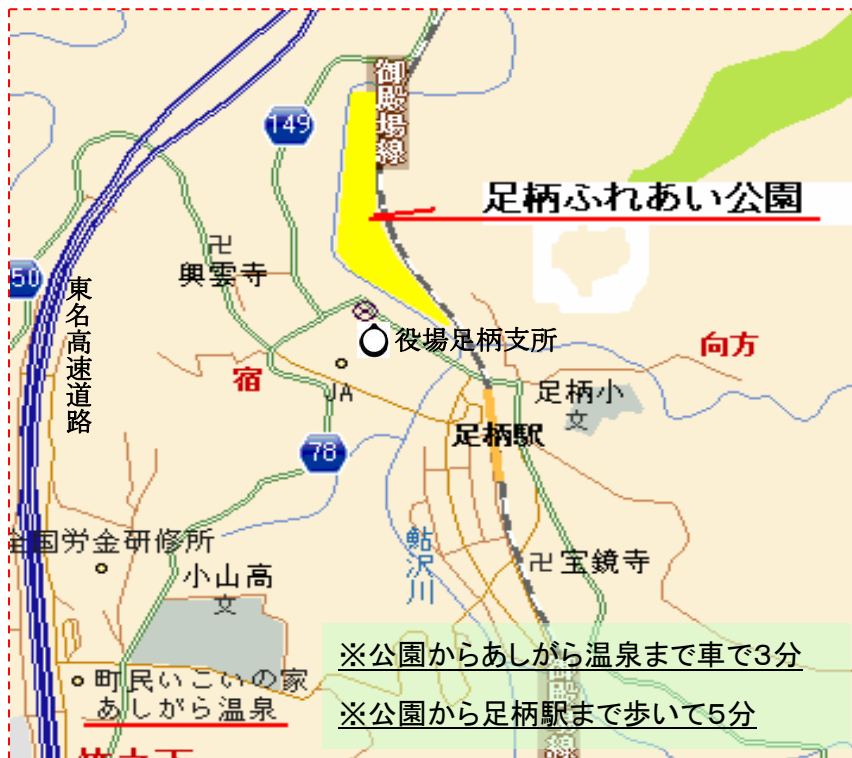 御殿場線
149
足柄ふれあい公園
卍
興雲寺
50
東名高速道路
役場足柄支所
向方
宿
JA
足柄小
文
足柄駅
78
鮎沢川
全国労金研修所
卍宝鏡寺
小山高
文
※公園からあしがら温泉まで車で3分
町民いこいの家
あしがら温泉
※公園から足柄駅まで歩いて5分
線